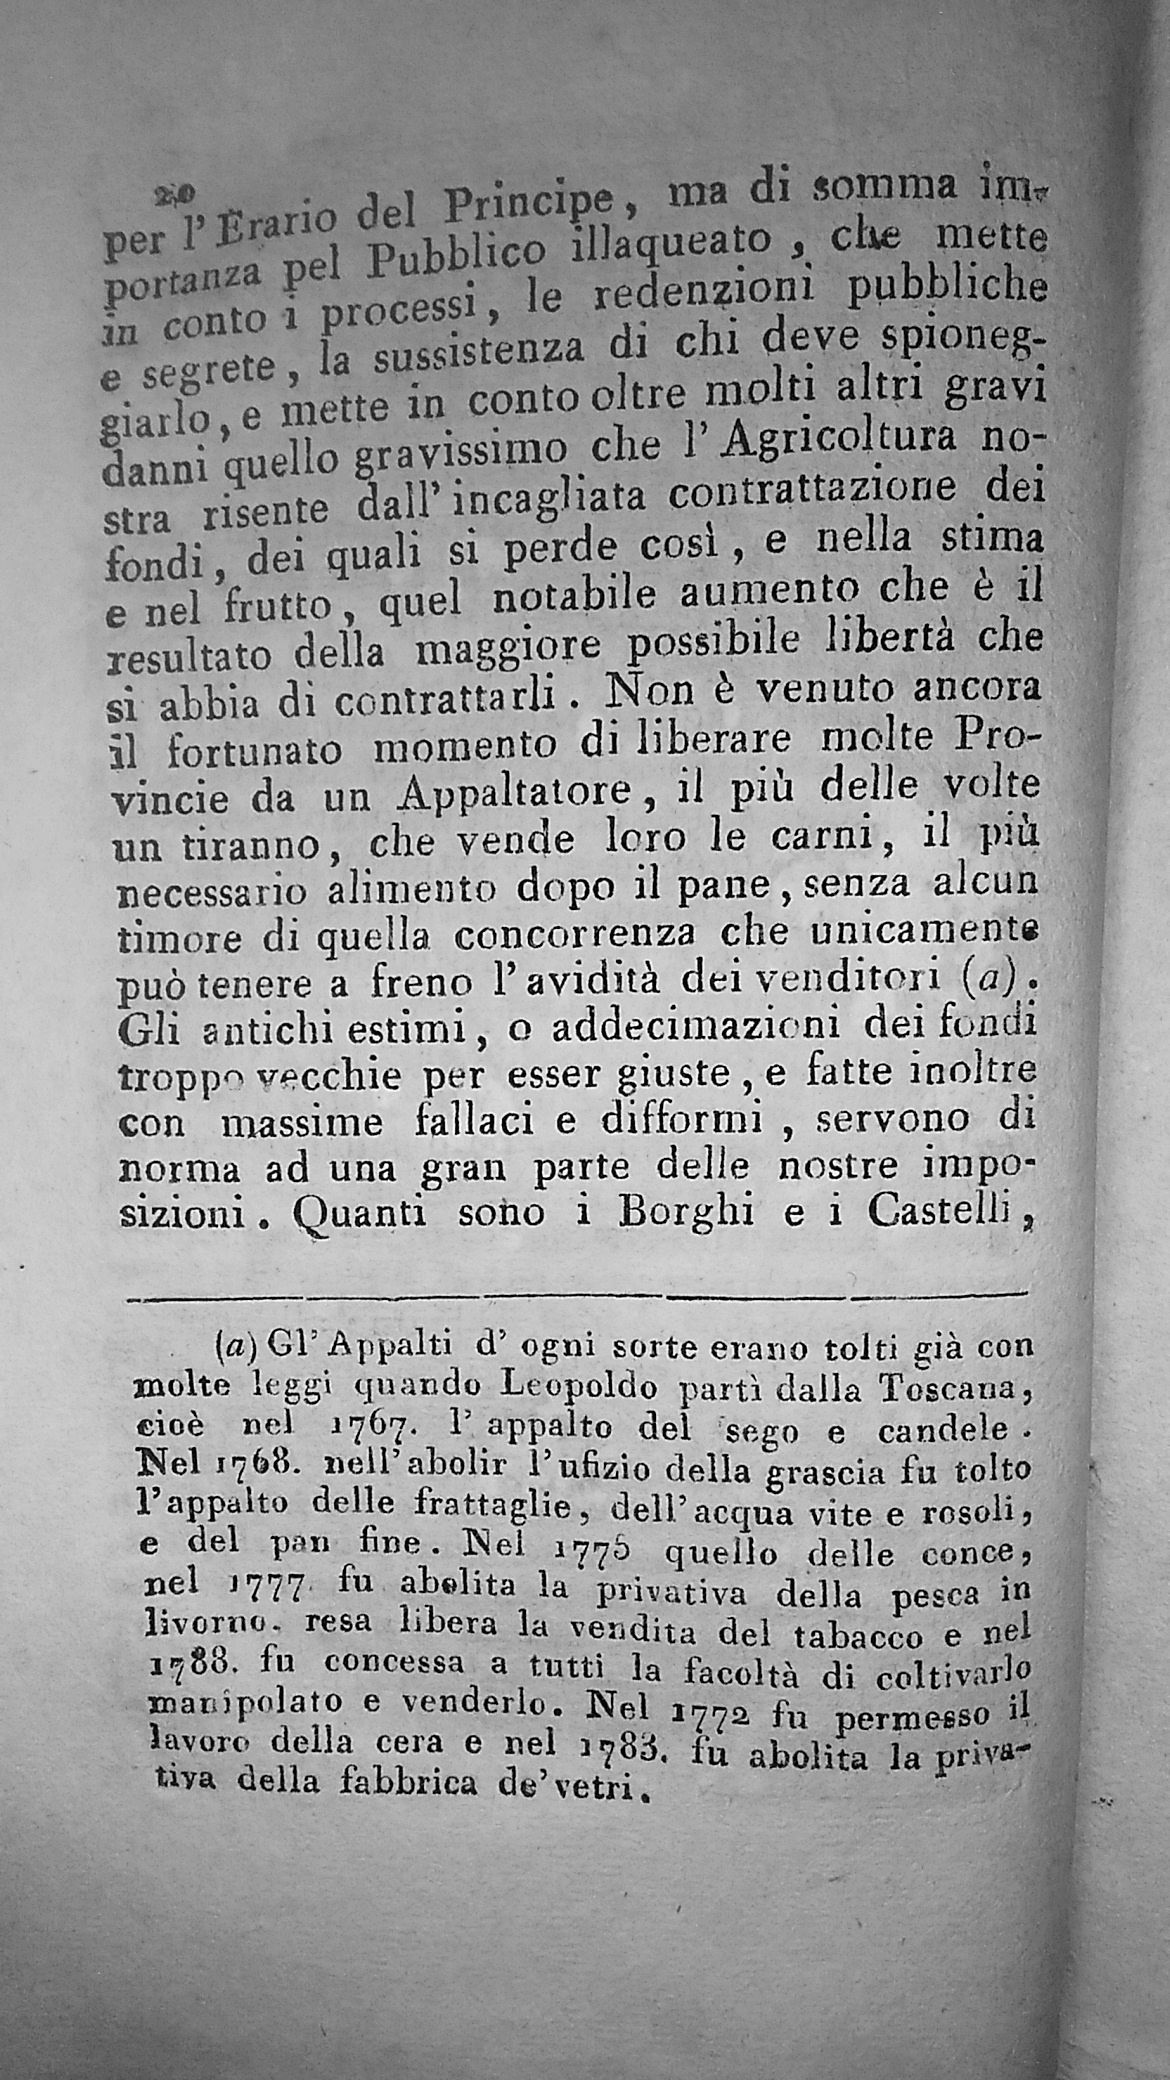 20
per l'Erario del Principe, ma di somma im-
portanza pel Pubblico illaqueato, che mette
in conto i processi, le redenzioni pubbliche
e segrete, la sussistenza di chi deve spioneg-
giarlo, e mette in conto oltre molti altri gravi
danni quello gravissimo che l'Agricoltura no-
stra risente dall'incagliata contrattazione dei
fondi, dei quali si perde così, e nella stima
e nel frutto, quel notabile aumento che è il
resultato della maggiore possibile libertà che
si abbia di contrattarli. Non è venuto ancora
il fortunato momento di liberare molte Pro-
vincie da un Appaltatore, il più delle volte
un tiranno, che vende loro le carni, il più
necessario alimento dopo il pane, senza alcun
timore di quella concorrenza che unicamente
può tenere a freno l'avidità dei venditori (a).
Gli antichi estimi, o addecimazioni dei fondi
troppo vecchie per esser giuste, e fatte inoltre
con massime fallaci e difformi, servono di
norma ad una gran parte delle nostre impo-
sizioni. Quanti sono i Borghi e i Castelli,
(a) Gl'Appalti d'ogni sorte erano tolti già con
molte leggi quando Leopoldo partì dalla Toscana,
cioè nel 1767. l'appalto del sego e candele.
Nel 1768. nell'abolir l'ufizio della grascia fu tolto
l'appalto delle frattaglie, dell'acqua vite e rosoli,
e del pan fine. Nel 1775 quello delle conce,
nel 1777 fu abolita la privativa della pesca in
livorno. resa libera la vendita del tabacco e nel
1788. fu concessa a tutti la facoltà di coltivarlo
manipolato e venderlo. Nel 1772 fu permesso il
lavoro della cera e nel 1783. fu abolita la priva-
tiva della fabbrica de'vetri.